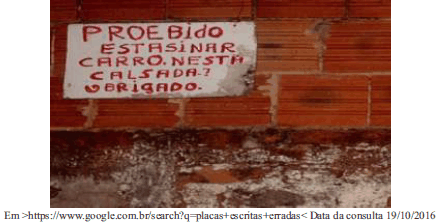 PROEBido
ESTASINAR
CARRO.NESTA
CALSADA.?
OBRIGADO.
Em >https://www.google.com.br/search?q=placas+escritas+erradas< Data da consulta 19/10/2016